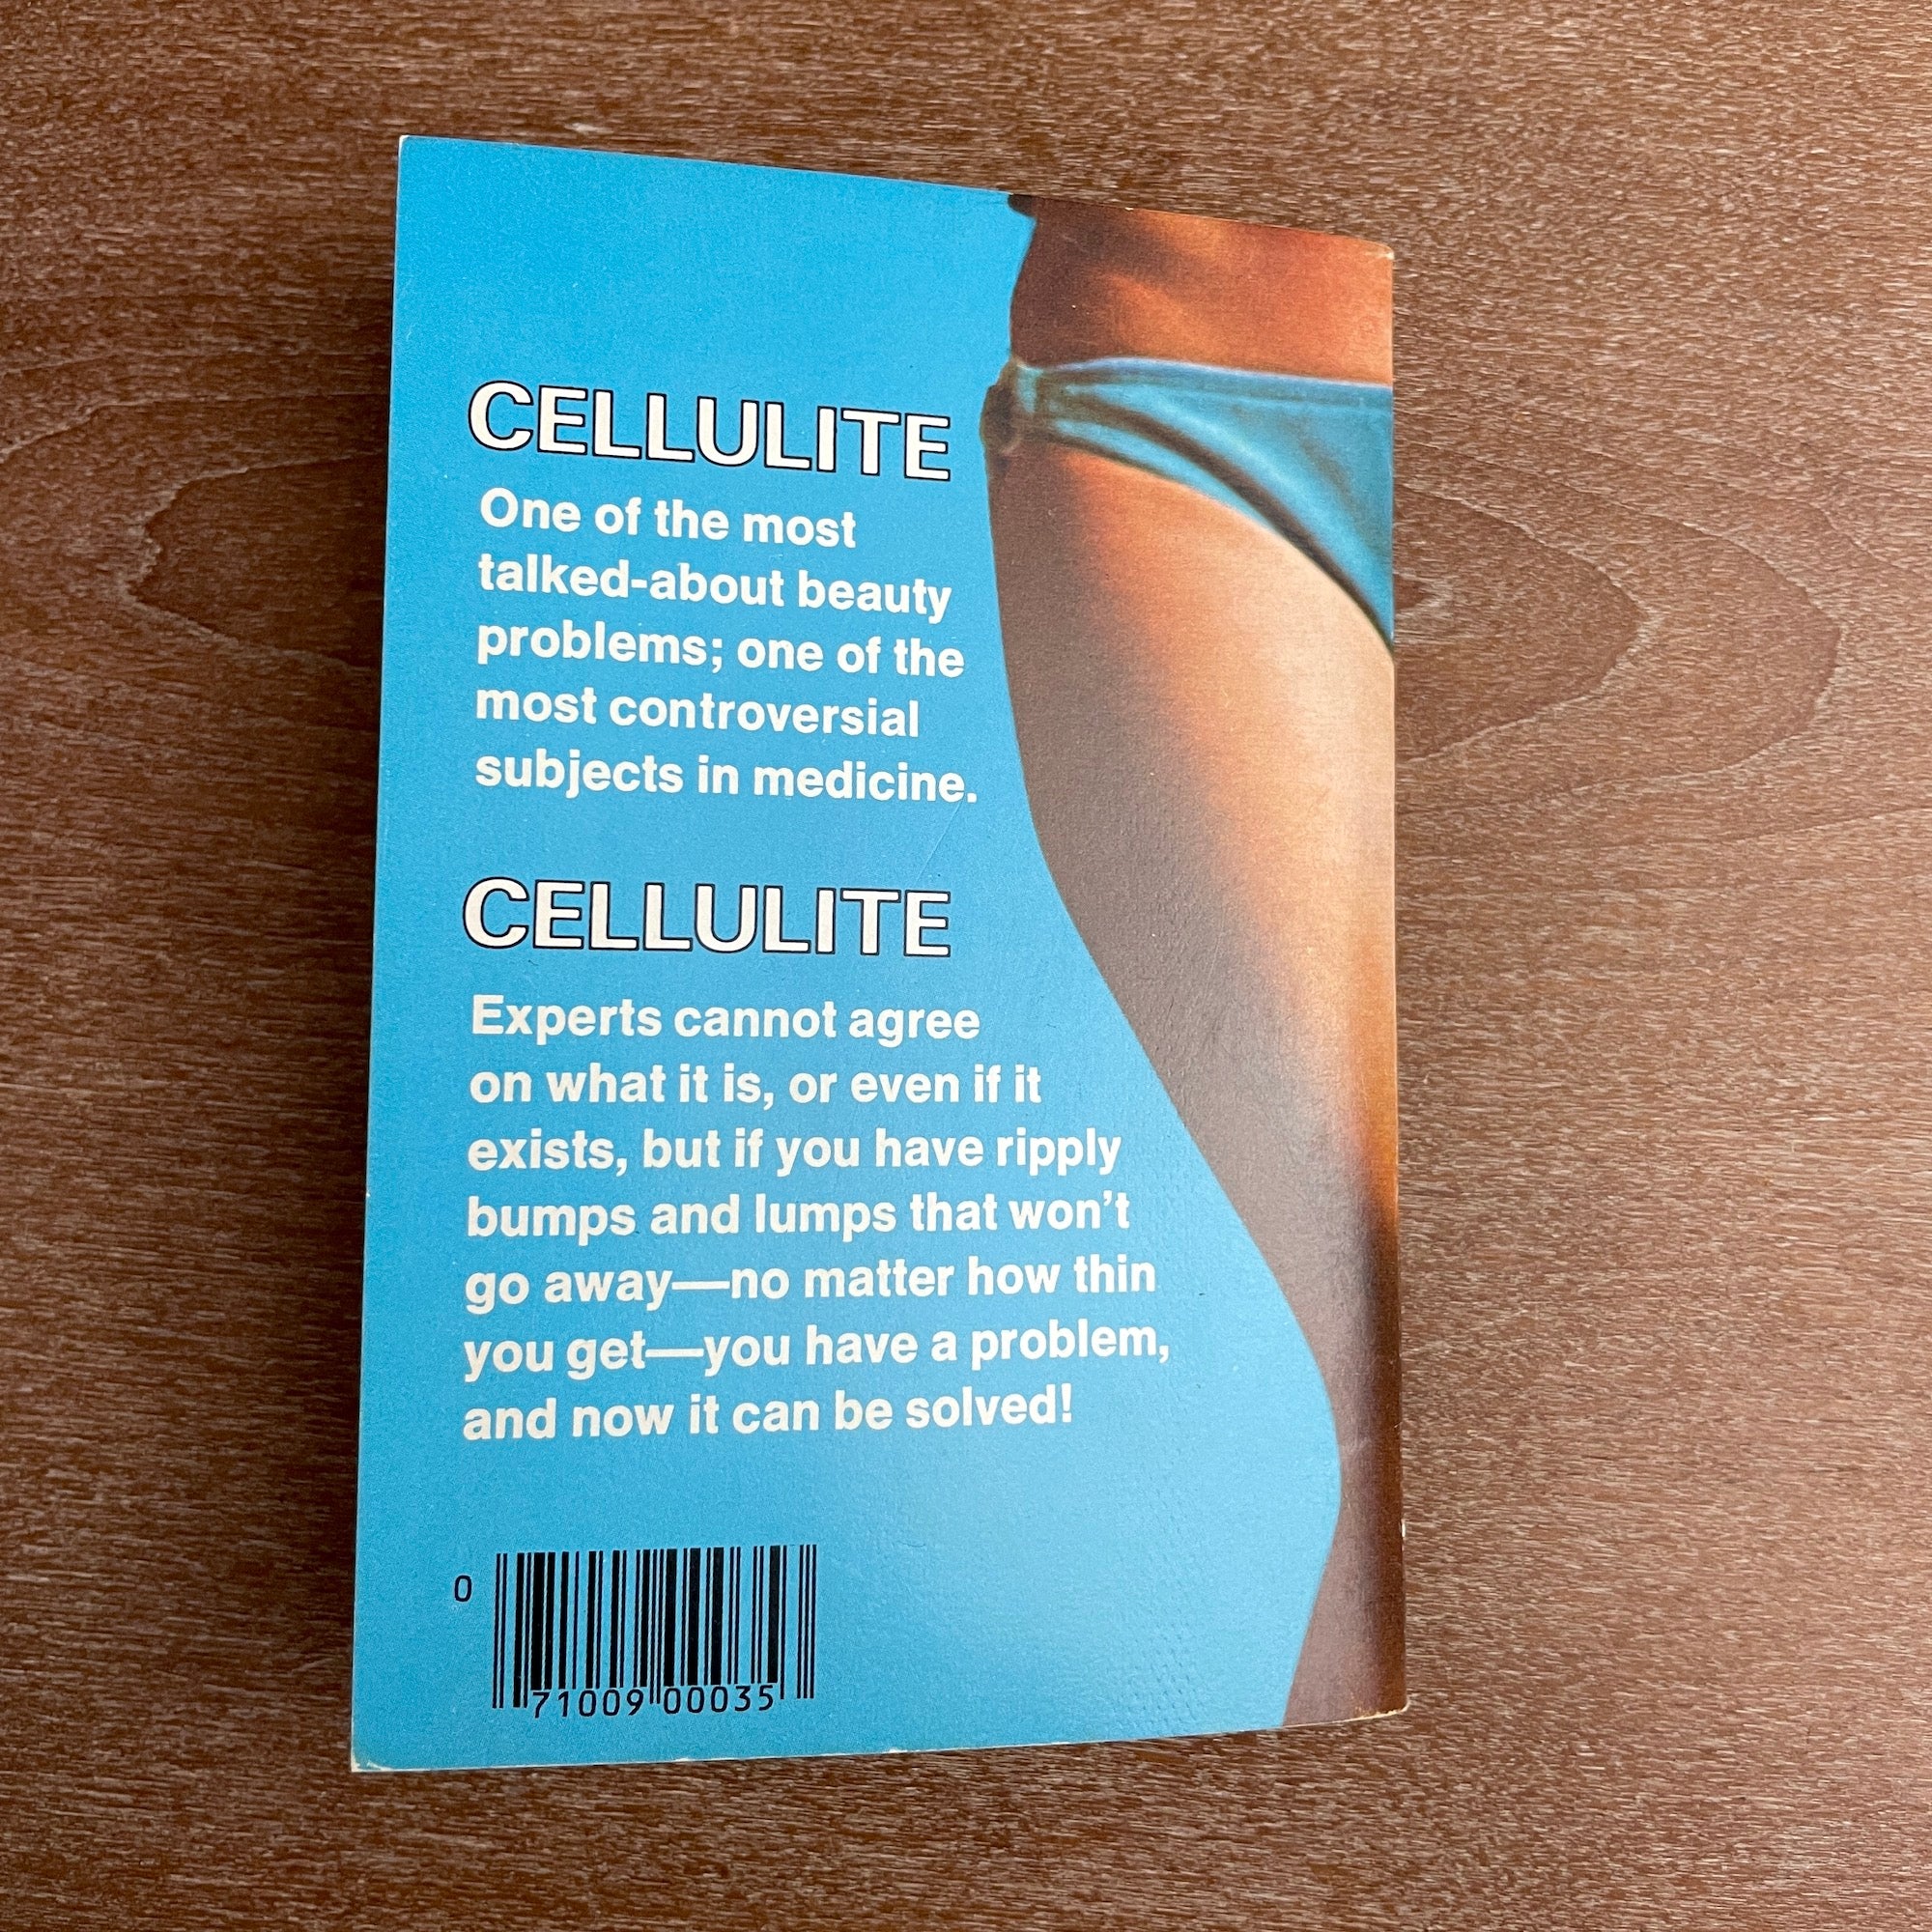 CELLULITE
One of the most
talked-about beauty
problems; one of the
most controversial
subjects in medicine.
CELLULITE
Experts cannot agree
on what it is, or even if it
exists, but if you have ripply
bumps and lumps that won't
go away—no matter how thin
you get—you have a problem,
and now it can be solved!
0 71009 00035